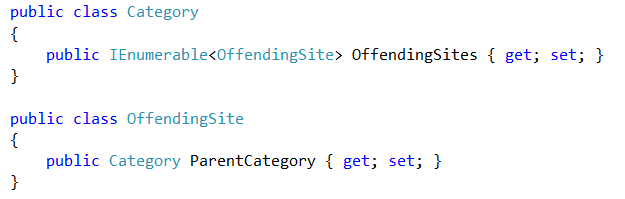 public class Category
{
    public IEnumerable<OffendingSite> OffendingSites { get; set; }
}

public class OffendingSite
{
    public Category ParentCategory { get; set; }
}